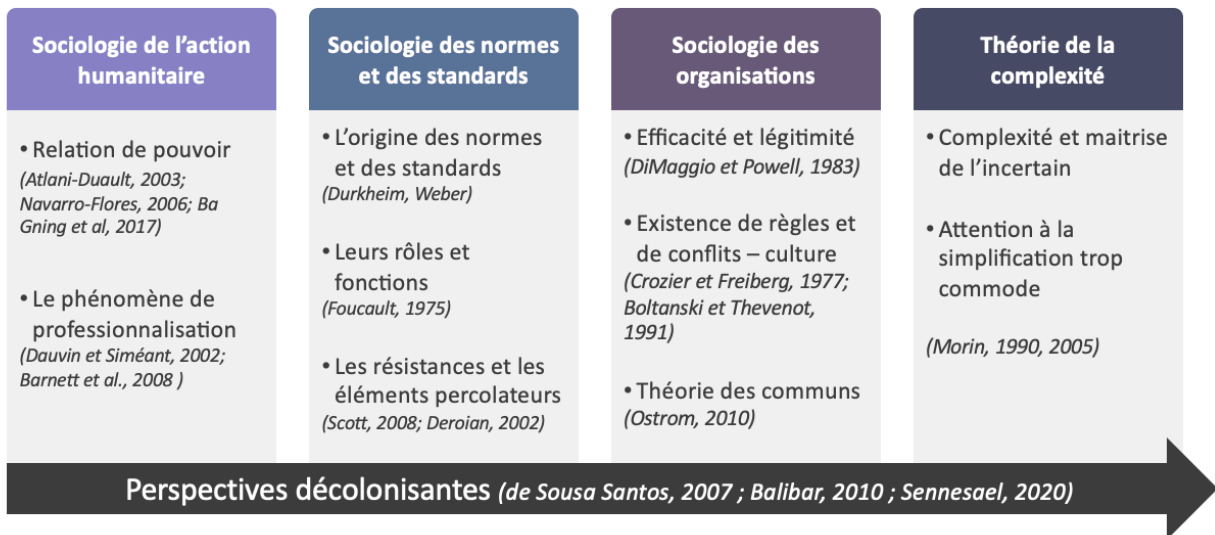 Sociologie de l’action
humanitaire
• Relation de pouvoir
(Atlani-Duault, 2003;
Navarro-Flores, 2006; Ba
Gning et al, 2017)
• Le phénomène de
professionnalisation
(Dauvin et Siméant, 2002;
Barnett et al., 2008 )
Sociologie des normes
et des standards
• L’origine des normes
et des standards
(Durkheim, Weber)
• Leurs rôles et
fonctions
(Foucault, 1975)
• Les résistances et les
éléments percolateurs
(Scott, 2008; Deroian, 2002)
Sociologie des
organisations
• Efficacité et légitimité
(DiMaggio et Powell, 1983)
• Existence de règles et
de conflits – culture
(Crozier et Freiberg, 1977;
Boltanski et Thevenot,
1991)
• Théorie des communs
(Ostrom, 2010)
Théorie de la
complexité
• Complexité et maitrise
de l’incertain
• Attention à la
simplification trop
commode
(Morin, 1990, 2005)
Perspectives décolonisantes (de Sousa Santos, 2007 ; Balibar, 2010 ; Sennesael, 2020)